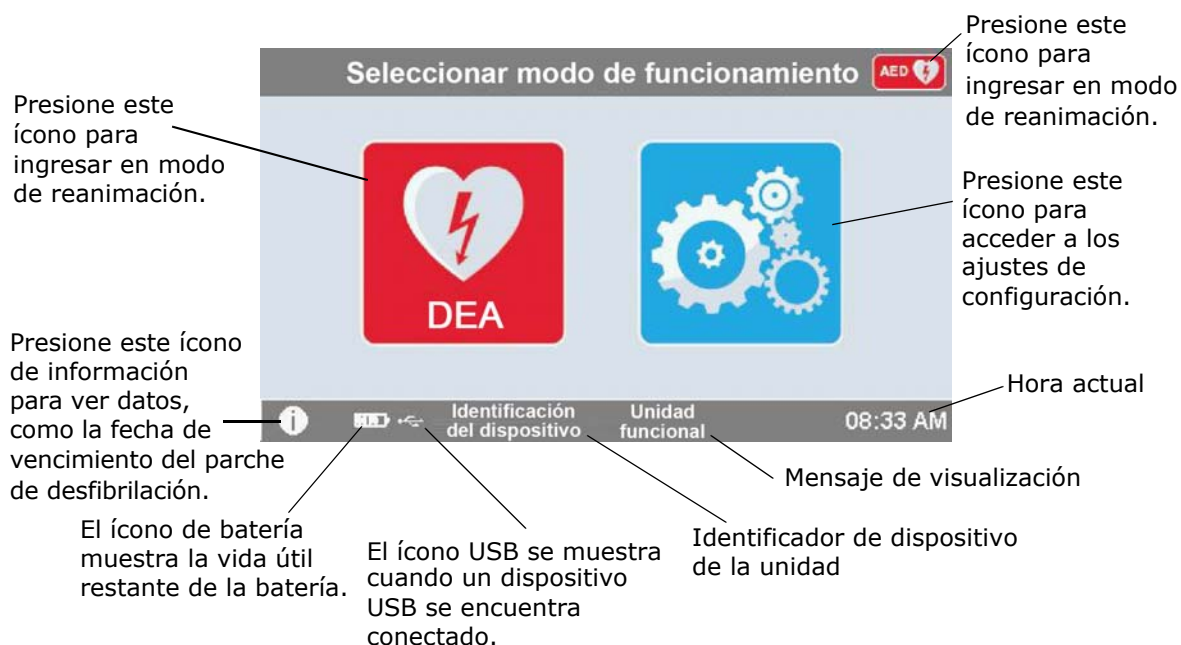 Presione este
ícono para
ingresar en modo
de reanimación.
Seleccionar modo de funcionamiento
AED
Presione este
ícono para
ingresar en modo
de reanimación.
DEA
Presione este
ícono para
acceder a los
ajustes de
configuración.
Presione este ícono
de información
para ver datos,
como la fecha de
vencimiento del parche
de desfibrilación.
i
Identificación
del dispositivo
Unidad
funcional
08:33 AM
Hora actual
Mensaje de visualización
Identificador de dispositivo
de la unidad
El ícono USB se muestra
cuando un dispositivo
USB se encuentra
conectado.
El ícono de batería
muestra la vida útil
restante de la batería.